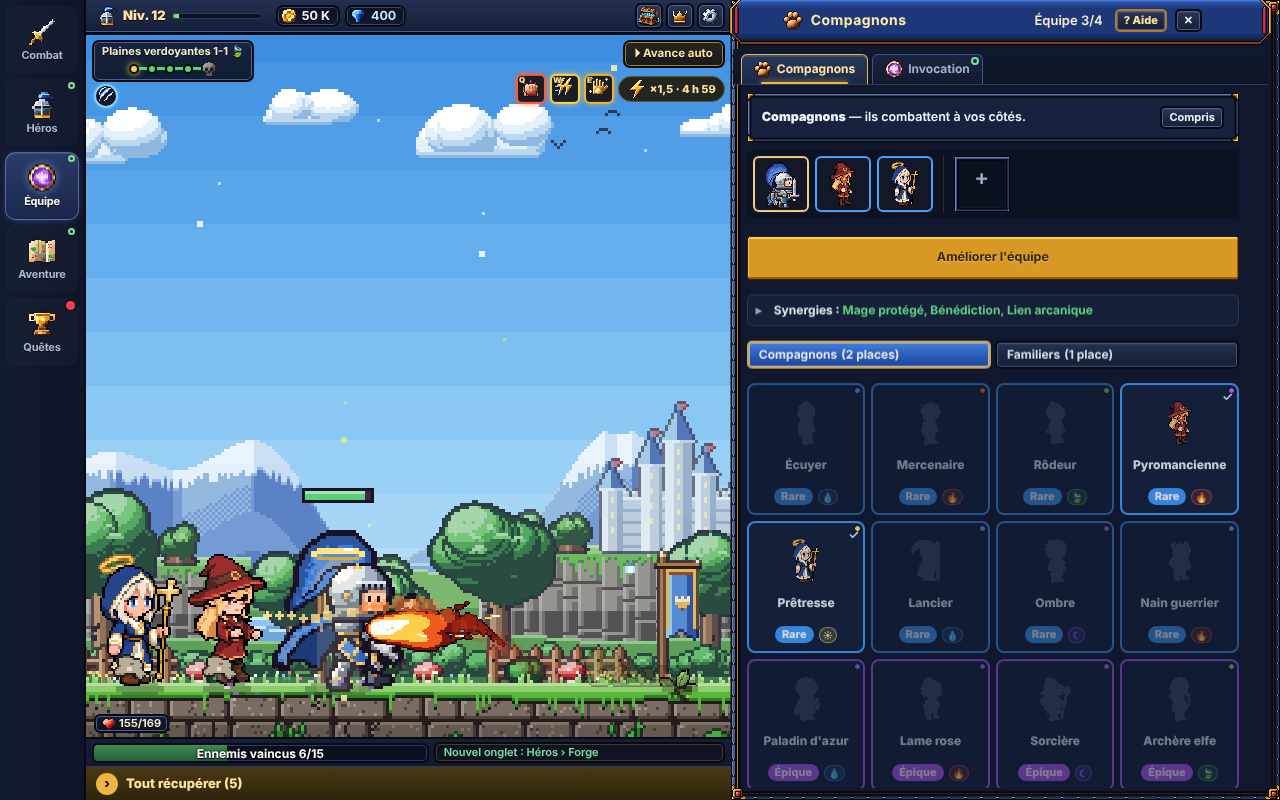 Combat
Héros
Équipe
Aventure
Quêtes
Niv. 12
50 K
400
Plaines verdoyantes 1-1
Avance auto
Q
W
E
×1,5 · 4 h 59
155/169
Ennemis vaincus 6/15
Nouvel onglet : Héros › Forge
Tout récupérer (5)
Compagnons
Équipe 3/4
? Aide
×
Compagnons
Invocation
Compagnons — ils combattent à vos côtés.
Compris
+
Améliorer l'équipe
Synergies : Mage protégé, Bénédiction, Lien arcanique
Compagnons (2 places)
Familiers (1 place)
Écuyer
Rare
Mercenaire
Rare
Rôdeur
Rare
Pyromancienne
Rare
Prêtresse
Rare
Lancier
Rare
Ombre
Rare
Nain guerrier
Rare
Paladin d'azur
Épique
Lame rose
Épique
Sorcière
Épique
Archère elfe
Épique